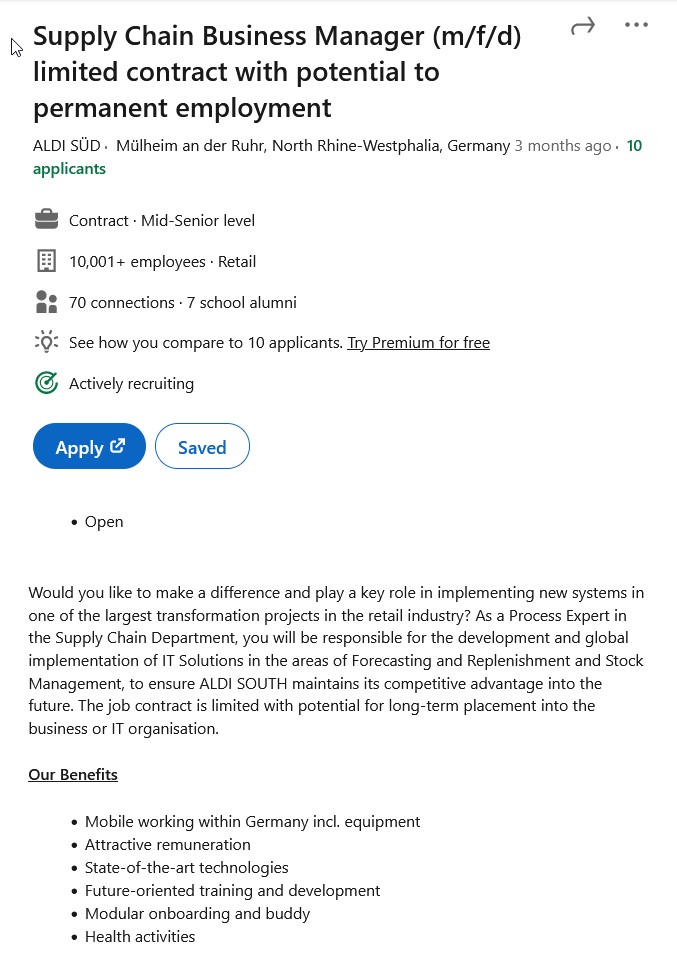 Supply Chain Business Manager (m/f/d)
limited contract with potential to
permanent employment
ALDI SÜD · Mülheim an der Ruhr, North Rhine-Westphalia, Germany 3 months ago · 10
applicants
Contract · Mid-Senior level
10,001+ employees · Retail
70 connections · 7 school alumni
See how you compare to 10 applicants. Try Premium for free
Actively recruiting
Apply
Saved
• Open
Would you like to make a difference and play a key role in implementing new systems in
one of the largest transformation projects in the retail industry? As a Process Expert in
the Supply Chain Department, you will be responsible for the development and global
implementation of IT Solutions in the areas of Forecasting and Replenishment and Stock
Management, to ensure ALDI SOUTH maintains its competitive advantage into the
future. The job contract is limited with potential for long-term placement into the
business or IT organisation.
Our Benefits
• Mobile working within Germany incl. equipment
• Attractive remuneration
• State-of-the-art technologies
• Future-oriented training and development
• Modular onboarding and buddy
• Health activities